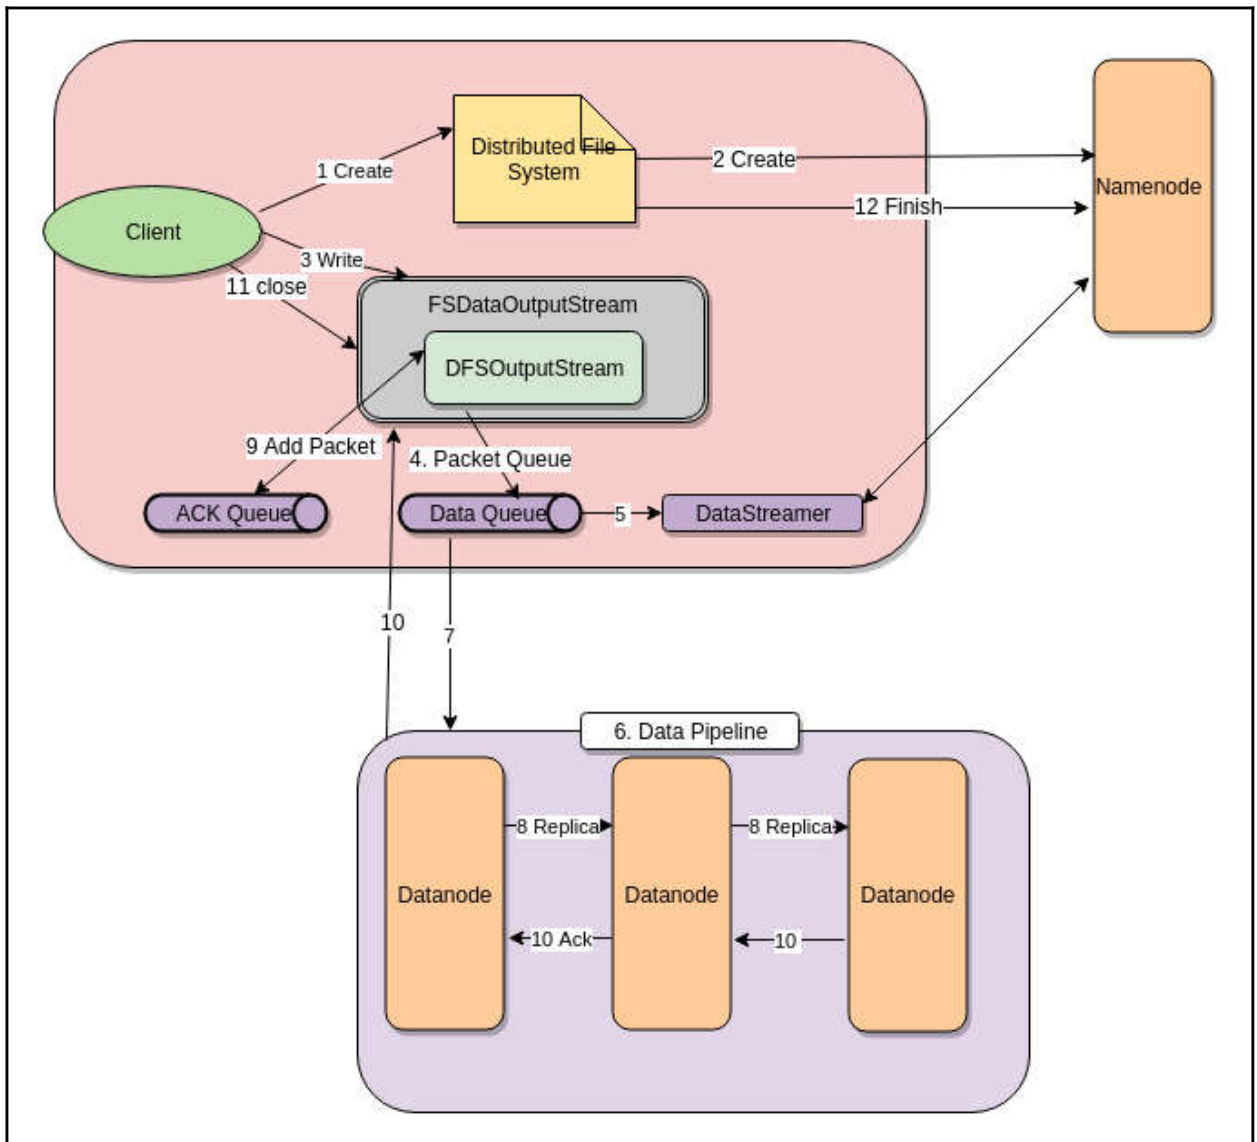 Distributed File
System
1 Create
2 Create
Namenode
12 Finish
Client
3 Write
11 close
FSDataOutputStream
DFSOutputStream
9 Add Packet
4. Packet Queue
ACK Queue
Data Queue
5
DataStreamer
10
7
6. Data Pipeline
8 Replica
8 Replica
Datanode
Datanode
Datanode
10 Ack
10